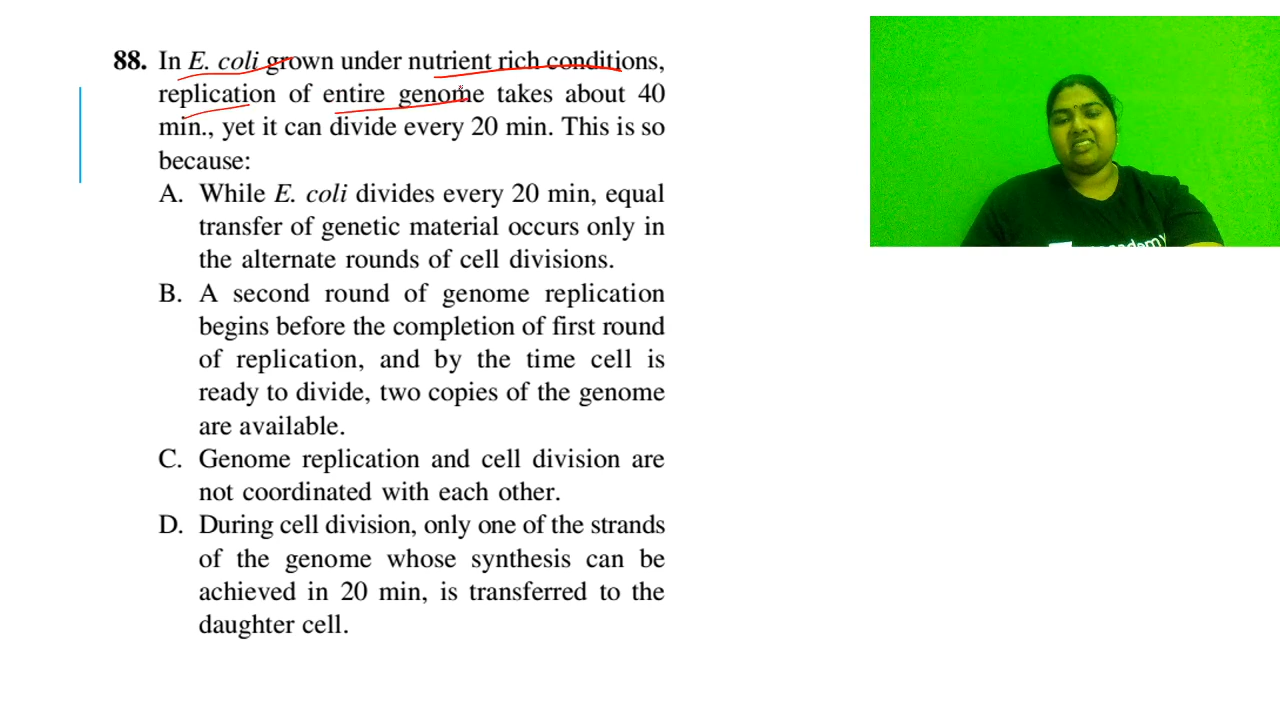 88. In E. coli grown under nutrient rich conditions,
replication of entire genome takes about 40
min., yet it can divide every 20 min. This is so
because:
A. While E. coli divides every 20 min, equal
transfer of genetic material occurs only in
the alternate rounds of cell divisions.
B. A second round of genome replication
begins before the completion of first round
of replication, and by the time cell is
ready to divide, two copies of the genome
are available.
C. Genome replication and cell division are
not coordinated with each other.
D. During cell division, only one of the strands
of the genome whose synthesis can be
achieved in 20 min, is transferred to the
daughter cell.